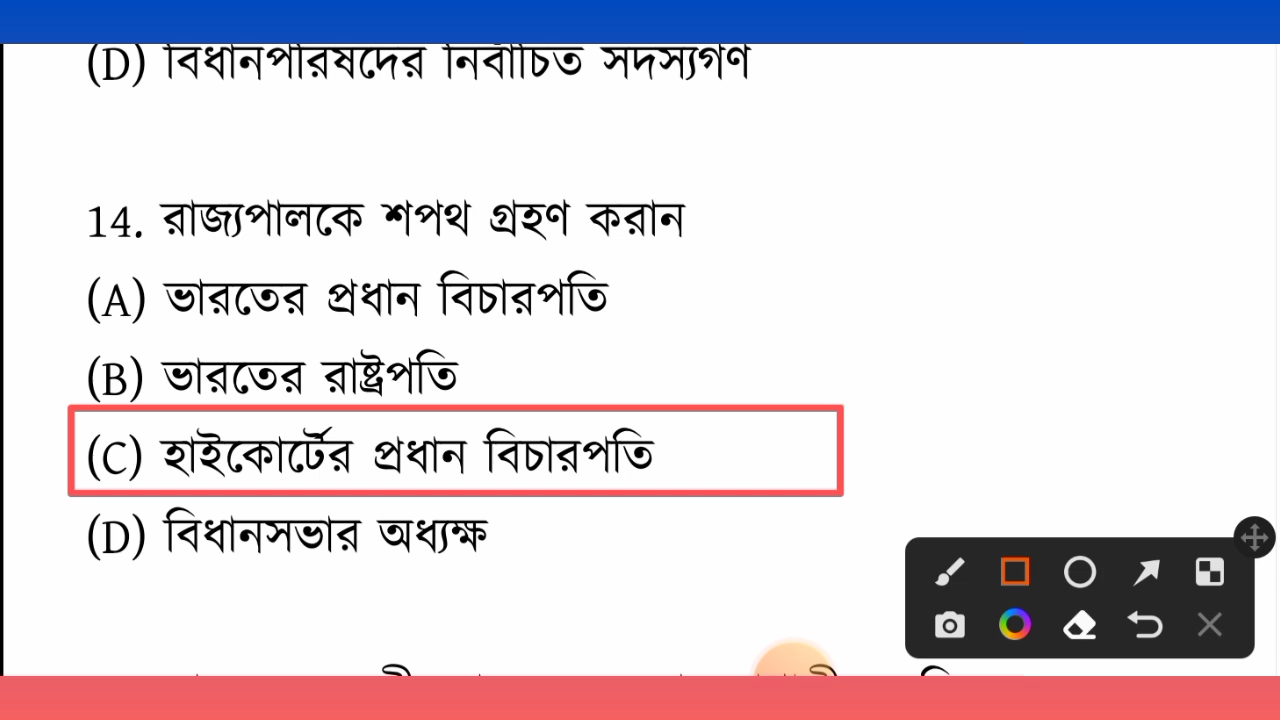 (D) বিধানপরিষদের নির্বাচিত সদস্যগণ
14. রাজ্যপালকে শপথ গ্রহণ করান
(A) ভারতের প্রধান বিচারপতি
(B) ভারতের রাষ্ট্রপতি
(C) হাইকোর্টের প্রধান বিচারপতি
(D) বিধানসভার অধ্যক্ষ